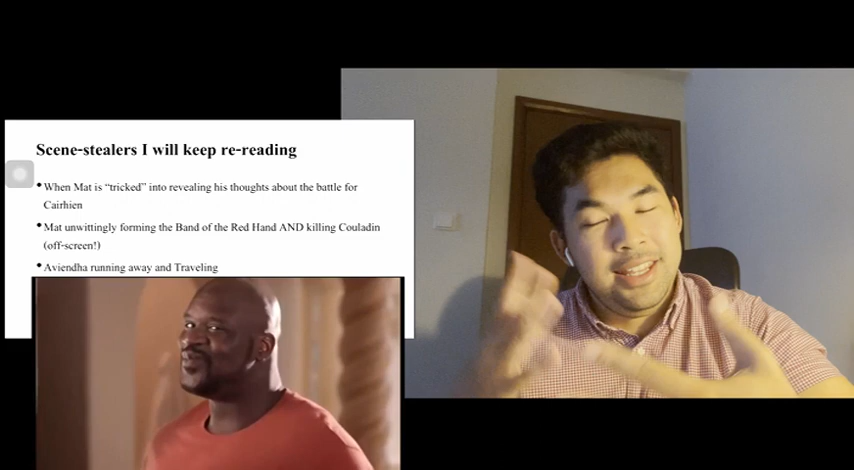 Scene-stealers I will keep re-reading
• When Mat is “tricked” into revealing his thoughts about the battle for
Cairhien
• Mat unwittingly forming the Band of the Red Hand AND killing Couladin
(off-screen!)
• Aviendha running away and Traveling